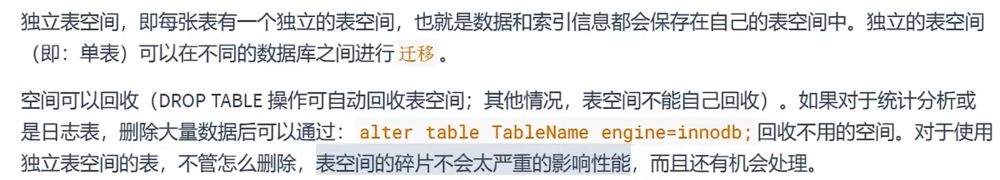 独立表空间，即每张表有一个独立的表空间，也就是数据和索引信息都会保存在自己的表空间中。独立的表空间
（即：单表）可以在不同的数据库之间进行 迁移 。
空间可以回收（DROP TABLE 操作可自动回收表空间；其他情况，表空间不能自己回收）。如果对于统计分析或
是日志表，删除大量数据后可以通过： alter table TableName engine=innodb; 回收不用的空间。对于使用
独立表空间的表，不管怎么删除，表空间的碎片不会太严重的影响性能，而且还有机会处理。